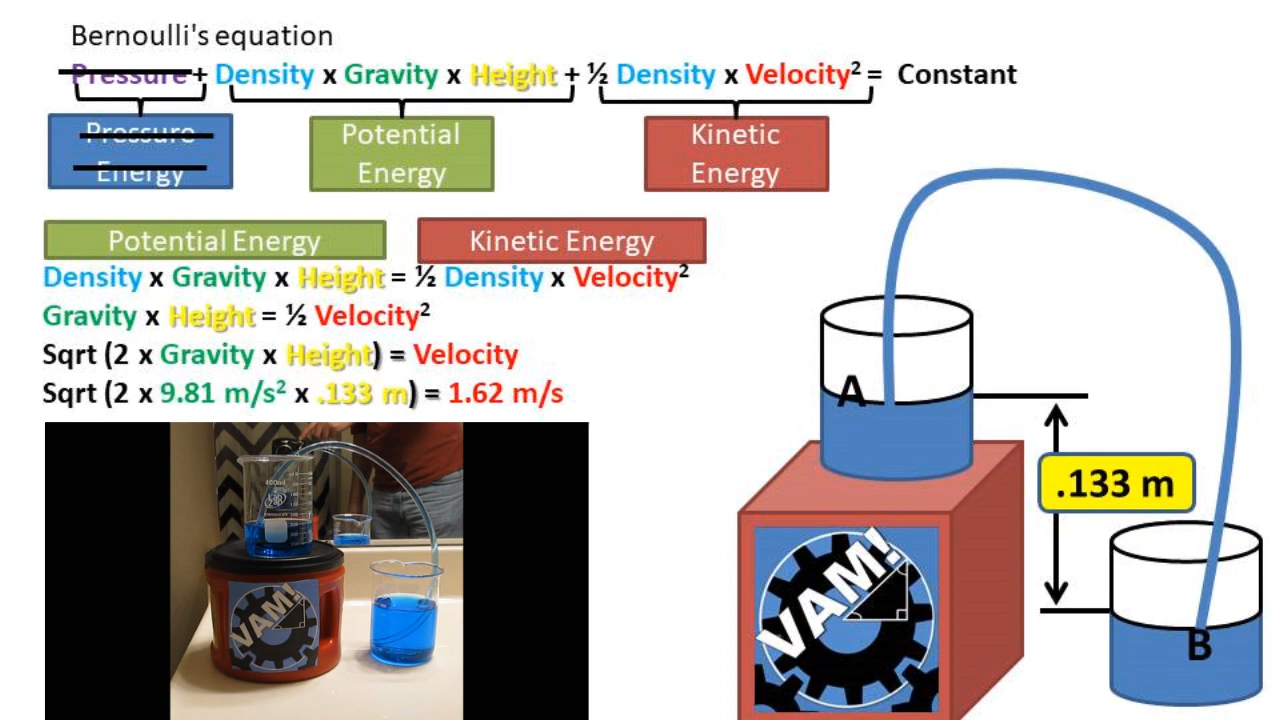 Bernoulli's equation
Pressure + Density x Gravity x Height + ½ Density x Velocity² = Constant
Pressure Energy
Potential Energy
Kinetic Energy
Potential Energy Kinetic Energy
Density x Gravity x Height = ½ Density x Velocity²
Gravity x Height = ½ Velocity²
Sqrt (2 x Gravity x Height) = Velocity
Sqrt (2 x 9.81 m/s² x .133 m) = 1.62 m/s
A
.133 m
B
VAM!
400ml
VAM!